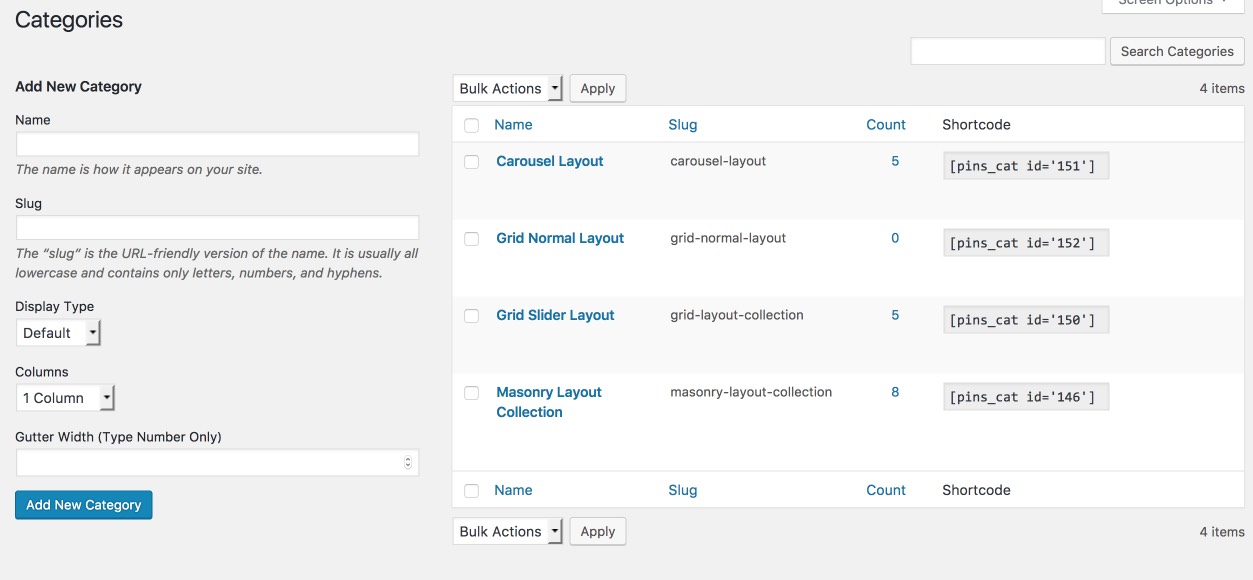 Screen Options
Categories
Search Categories
Add New Category
Bulk Actions Apply 4 items
Name
Name Slug Count Shortcode
The name is how it appears on your site.
Carousel Layout carousel-layout 5 [pins_cat id='151']
Slug
The “slug” is the URL-friendly version of the name. It is usually all
lowercase and contains only letters, numbers, and hyphens.
Grid Normal Layout grid-normal-layout 0 [pins_cat id='152']
Display Type
Default
Grid Slider Layout grid-layout-collection 5 [pins_cat id='150']
Columns
1 Column
Masonry Layout masonry-layout-collection 8 [pins_cat id='146']
Collection
Gutter Width (Type Number Only)
Add New Category
Name Slug Count Shortcode
Bulk Actions Apply 4 items